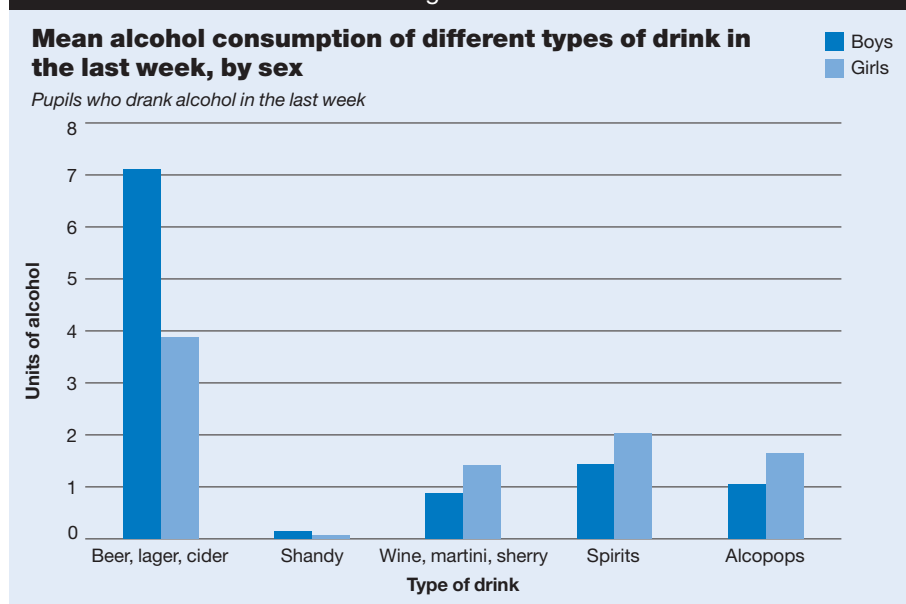 Mean alcohol consumption of different types of drink in
the last week, by sex
Pupils who drank alcohol in the last week
Boys
Girls
8
7
6
5
4
3
2
1
0
Units of alcohol
Beer, lager, cider
Shandy
Wine, martini, sherry
Spirits
Alcopops
Type of drink